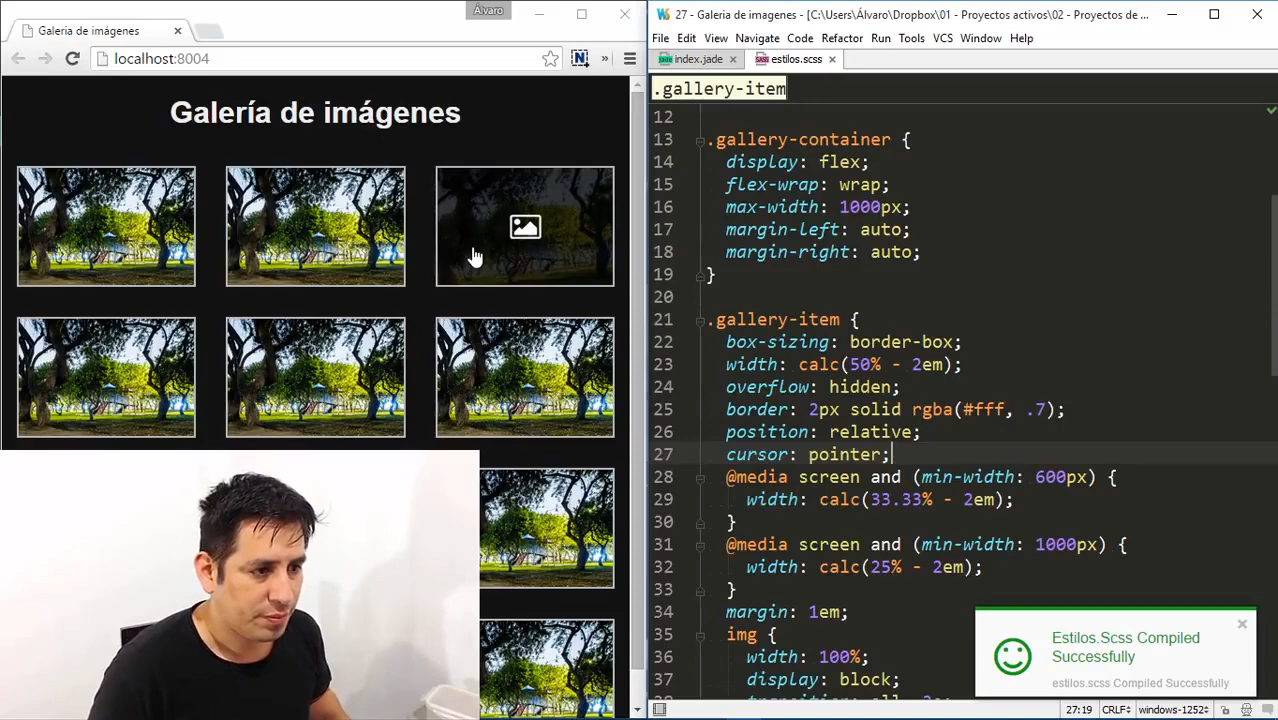 Álvaro
Galeria de imágenes
localhost:8004
Galería de imágenes
27 - Galeria de imagenes - [C:\Users\Álvaro\Dropbox\01 - Proyectos activos\02 - Proyectos de ...
File Edit View Navigate Code Refactor Run Tools VCS Window Help
index.jade estilos.scss
.gallery-item
12
13 .gallery-container {
14 display: flex;
15 flex-wrap: wrap;
16 max-width: 1000px;
17 margin-left: auto;
18 margin-right: auto;
19 }
20
21 .gallery-item {
22 box-sizing: border-box;
23 width: calc(50% - 2em);
24 overflow: hidden;
25 border: 2px solid rgba(#fff, .7);
26 position: relative;
27 cursor: pointer;
28 @media screen and (min-width: 600px) {
29 width: calc(33.33% - 2em);
30 }
31 @media screen and (min-width: 1000px) {
32 width: calc(25% - 2em);
33 }
34 margin: 1em;
35 img {
36 width: 100%;
37 display: block;
Estilos.Scss Compiled
Successfully
estilos.scss Compiled Successfully
27:19 CRLF÷ windows-1252÷